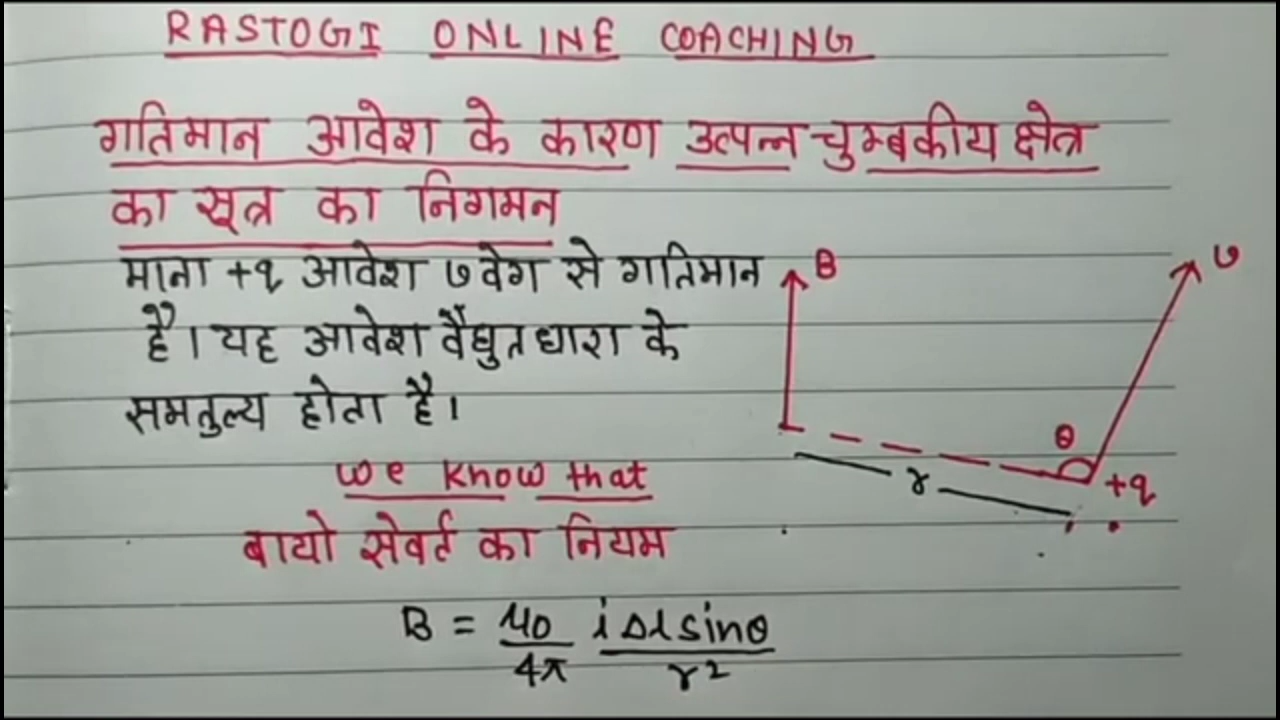 RASTOGI ONLINE COACHING
गतिमान आवेश के कारण उत्पन्न चुम्बकीय क्षेत्र
का सूत्र का निगमन
माना +q आवेश v वेग से गतिमान
है। यह आवेश वैद्युत धारा के
समतुल्य होता है।
B
v
θ
r
+q
we know that
बायो सेवर्ट का नियम
B = μ0/4π iΔl sinθ/r²